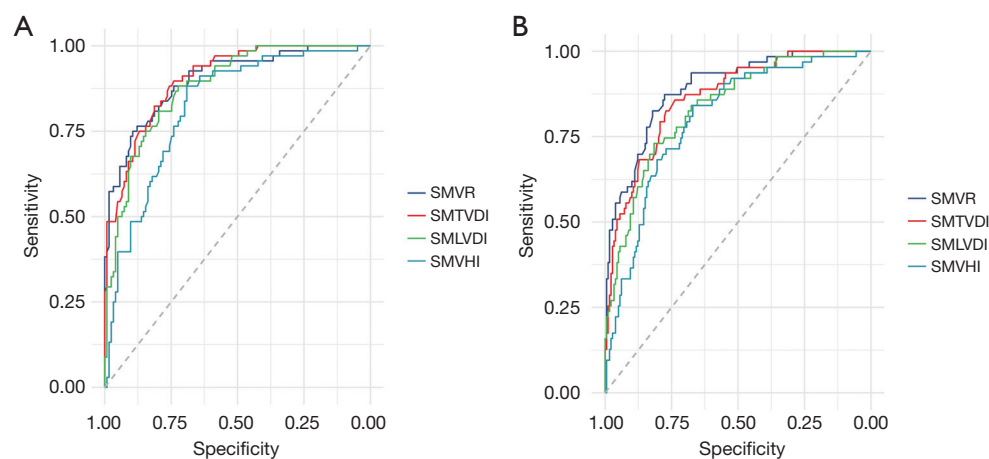 A
1.00
0.75
0.50
0.25
0.00
Sensitivity
1.00 0.75 0.50 0.25 0.00
Specificity
SMVR
SMTVDI
SMLVDI
SMVHI
B
1.00
0.75
0.50
0.25
0.00
Sensitivity
1.00 0.75 0.50 0.25 0.00
Specificity
SMVR
SMTVDI
SMLVDI
SMVHI